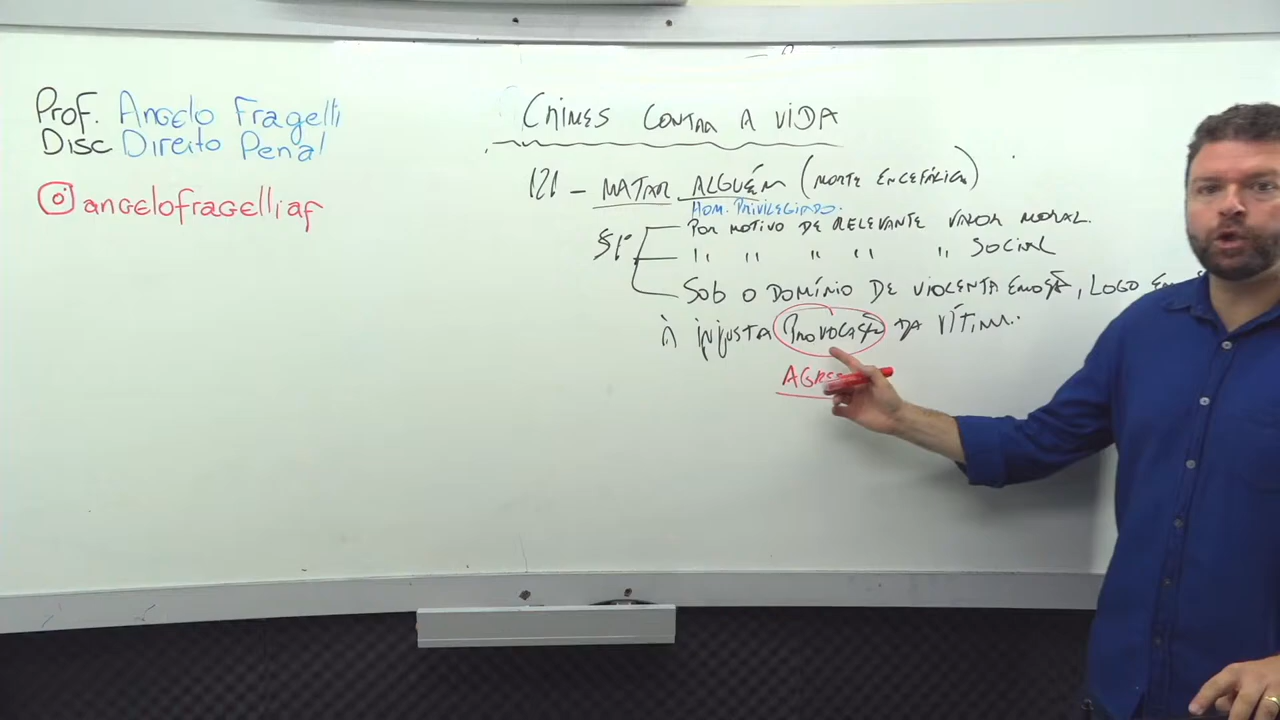 Prof. Angelo Fragelli
Disc Direito Penal
angelofragelliaf
CRIMES CONTRA A VIDA
121 - MATAR ALGUÉM (MORTE ENCEFÁLICA)
HOM. PRIVILEGIADO.
§1º
POR MOTIVO DE RELEVANTE VALOR MORAL.
" " " " " SOCIAL
SOB O DOMÍNIO DE VIOLENTA EMOÇÃO, LOGO EM
À INJUSTA PROVOCAÇÃO DA VÍTIMA.